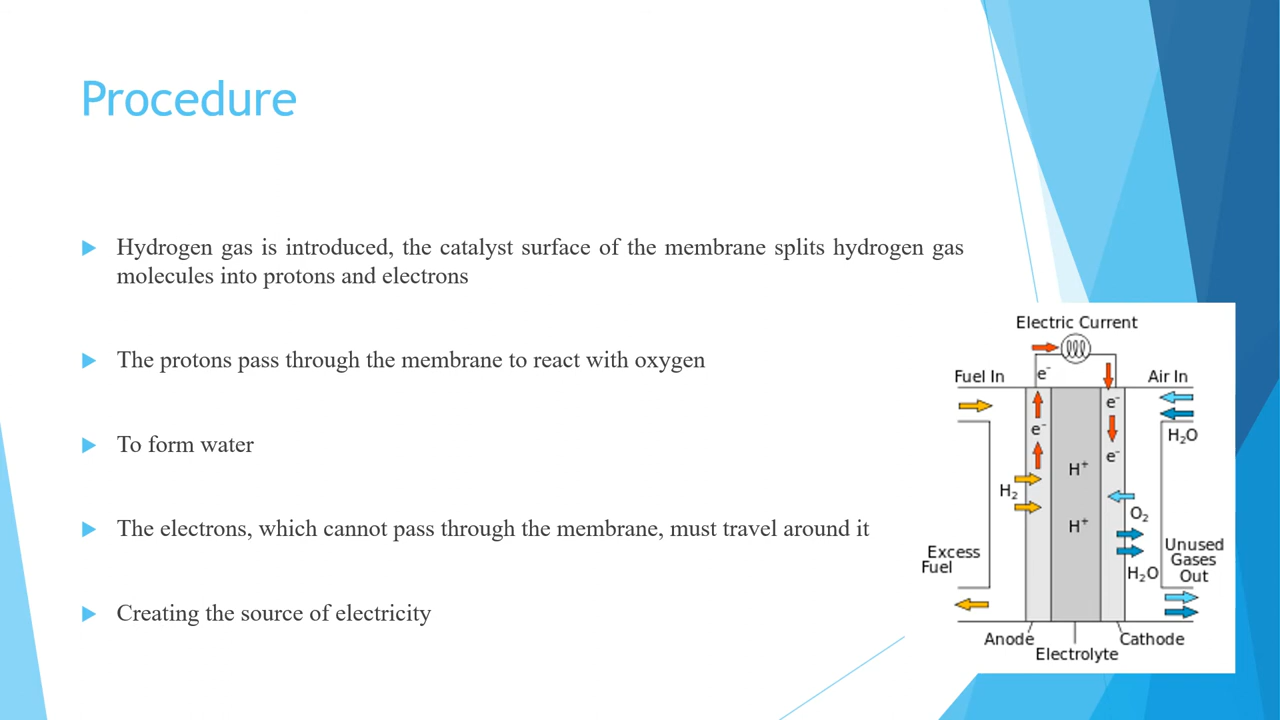 Procedure
Hydrogen gas is introduced, the catalyst surface of the membrane splits hydrogen gas
molecules into protons and electrons
The protons pass through the membrane to react with oxygen
To form water
The electrons, which cannot pass through the membrane, must travel around it
Creating the source of electricity
Electric Current
Fuel In
e⁻
Air In
e⁻
e⁻
H₂O
e⁻
H⁺
H₂
O₂
H⁺
Excess
Fuel
Unused
Gases
Out
H₂O
Anode
Cathode
Electrolyte